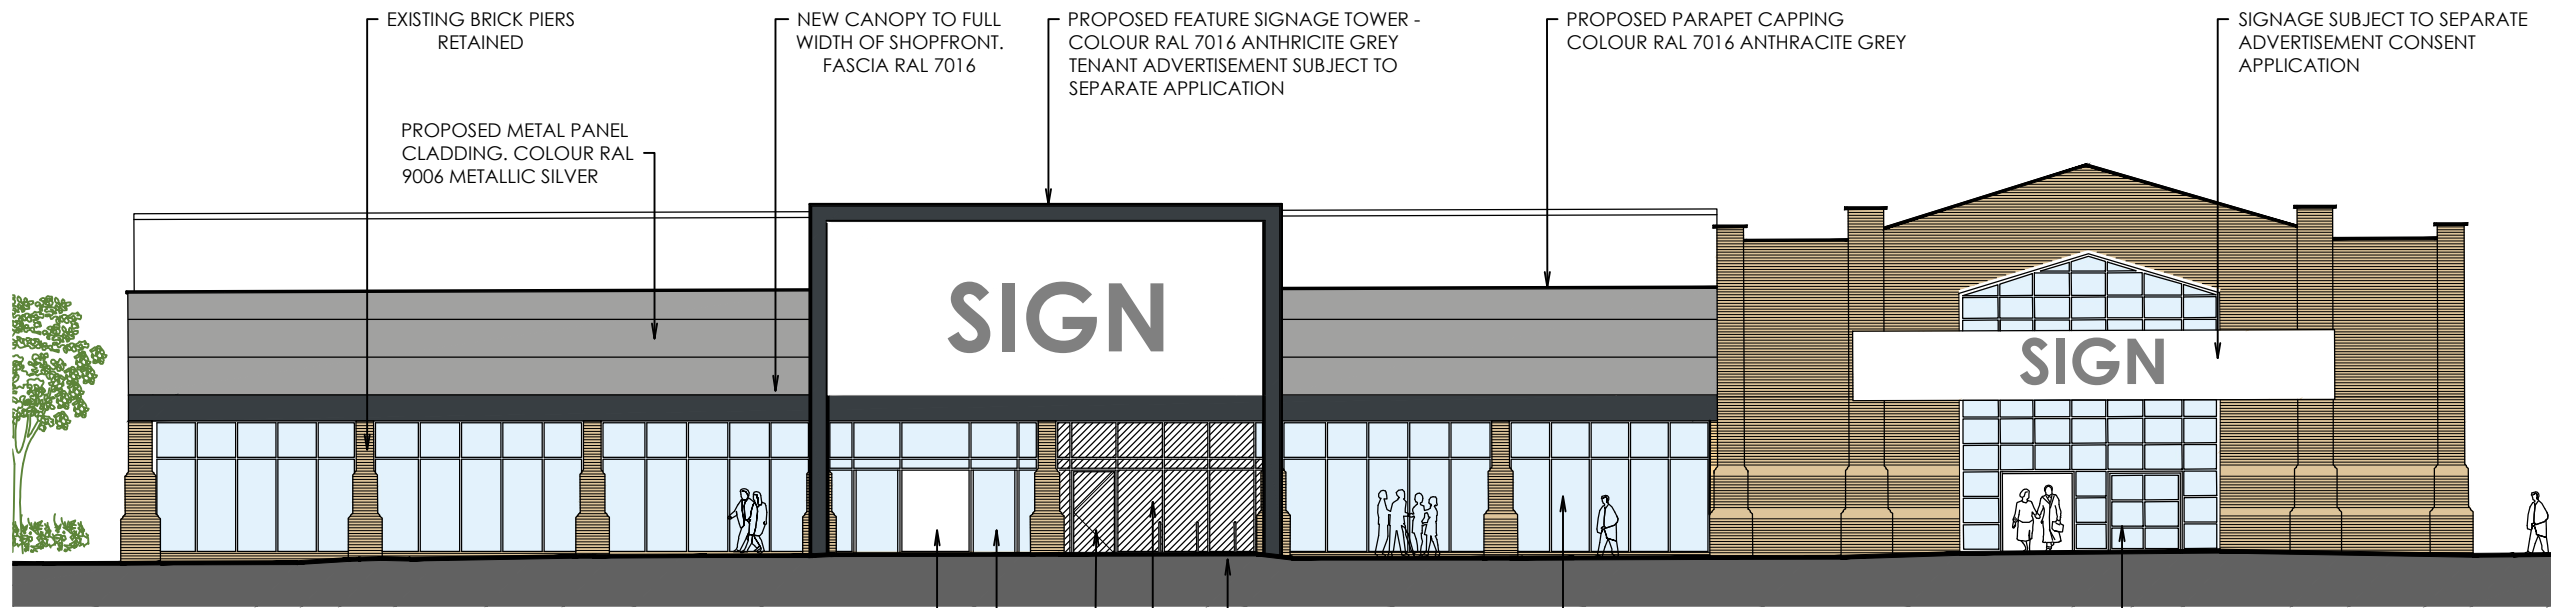 EXISTING BRICK PIERS
RETAINED
NEW CANOPY TO FULL
WIDTH OF SHOPFRONT.
FASCIA RAL 7016
PROPOSED FEATURE SIGNAGE TOWER -
COLOUR RAL 7016 ANTHRICITE GREY
TENANT ADVERTISEMENT SUBJECT TO
SEPARATE APPLICATION
PROPOSED PARAPET CAPPING
COLOUR RAL 7016 ANTHRACITE GREY
SIGNAGE SUBJECT TO SEPARATE
ADVERTISEMENT CONSENT
APPLICATION
PROPOSED METAL PANEL
CLADDING. COLOUR RAL
9006 METALLIC SILVER
SIGN
SIGN